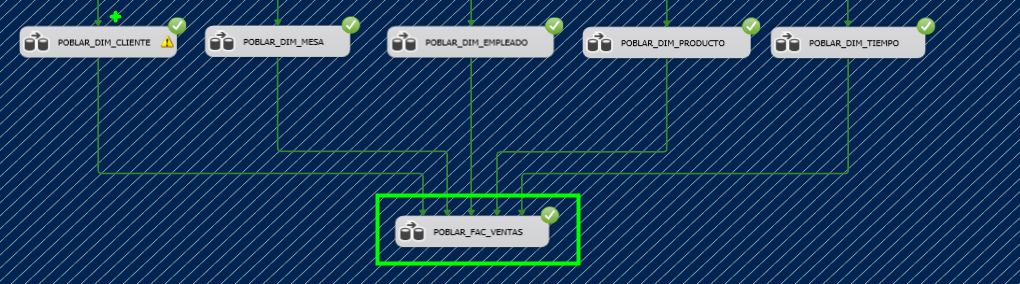 POBLAR_DIM_CLIENTE
POBLAR_DIM_MESA
POBLAR_DIM_EMPLEADO
POBLAR_DIM_PRODUCTO
POBLAR_DIM_TIEMPO
POBLAR_FAC_VENTAS